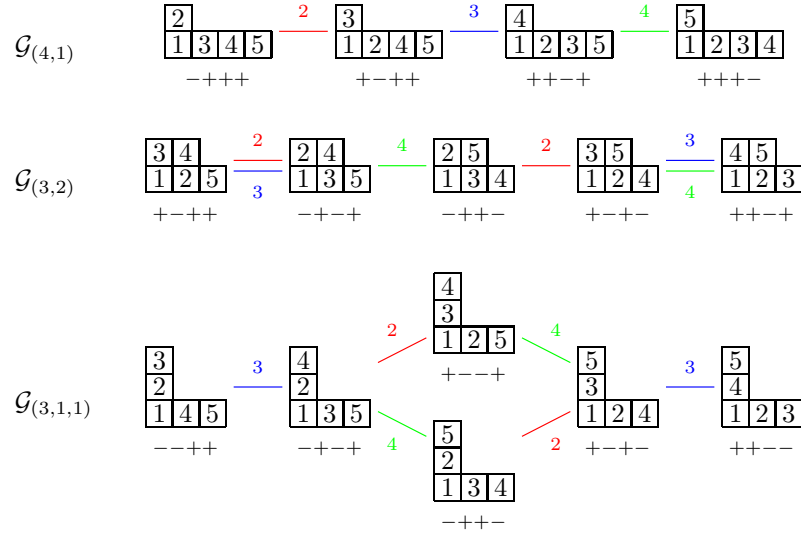 2 2 3 3 4 4 5
𝒢(4,1) 1 3 4 5 1 2 4 5 1 2 3 5 1 2 3 4
−+++ +−++ ++−+ +++−
3 4 2 2 4 4 2 5 2 3 5 3 4 5
𝒢(3,2) 1 2 5 3 1 3 5 1 3 4 1 2 4 4 1 2 3
+−++ −+−+ −++− +−+− ++−+
4
3 4 2 3 4 5 5
2 3 2 1 2 5 3 3 4
+−−+
𝒢(3,1,1) 1 4 5 1 3 5 5 1 2 4 1 2 3
−−++ −+−+ 4 2 2 +−+− ++−−
1 3 4
−++−